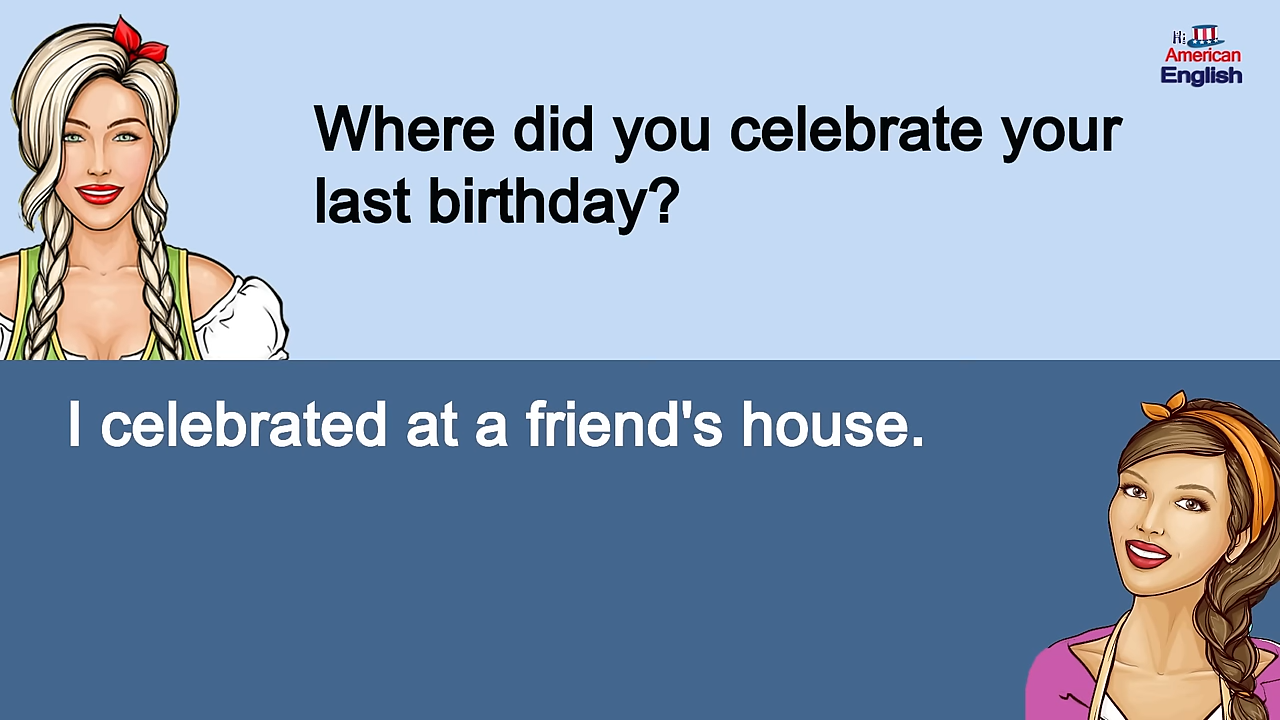 Hi
American
English
Where did you celebrate your
last birthday?
I celebrated at a friend's house.